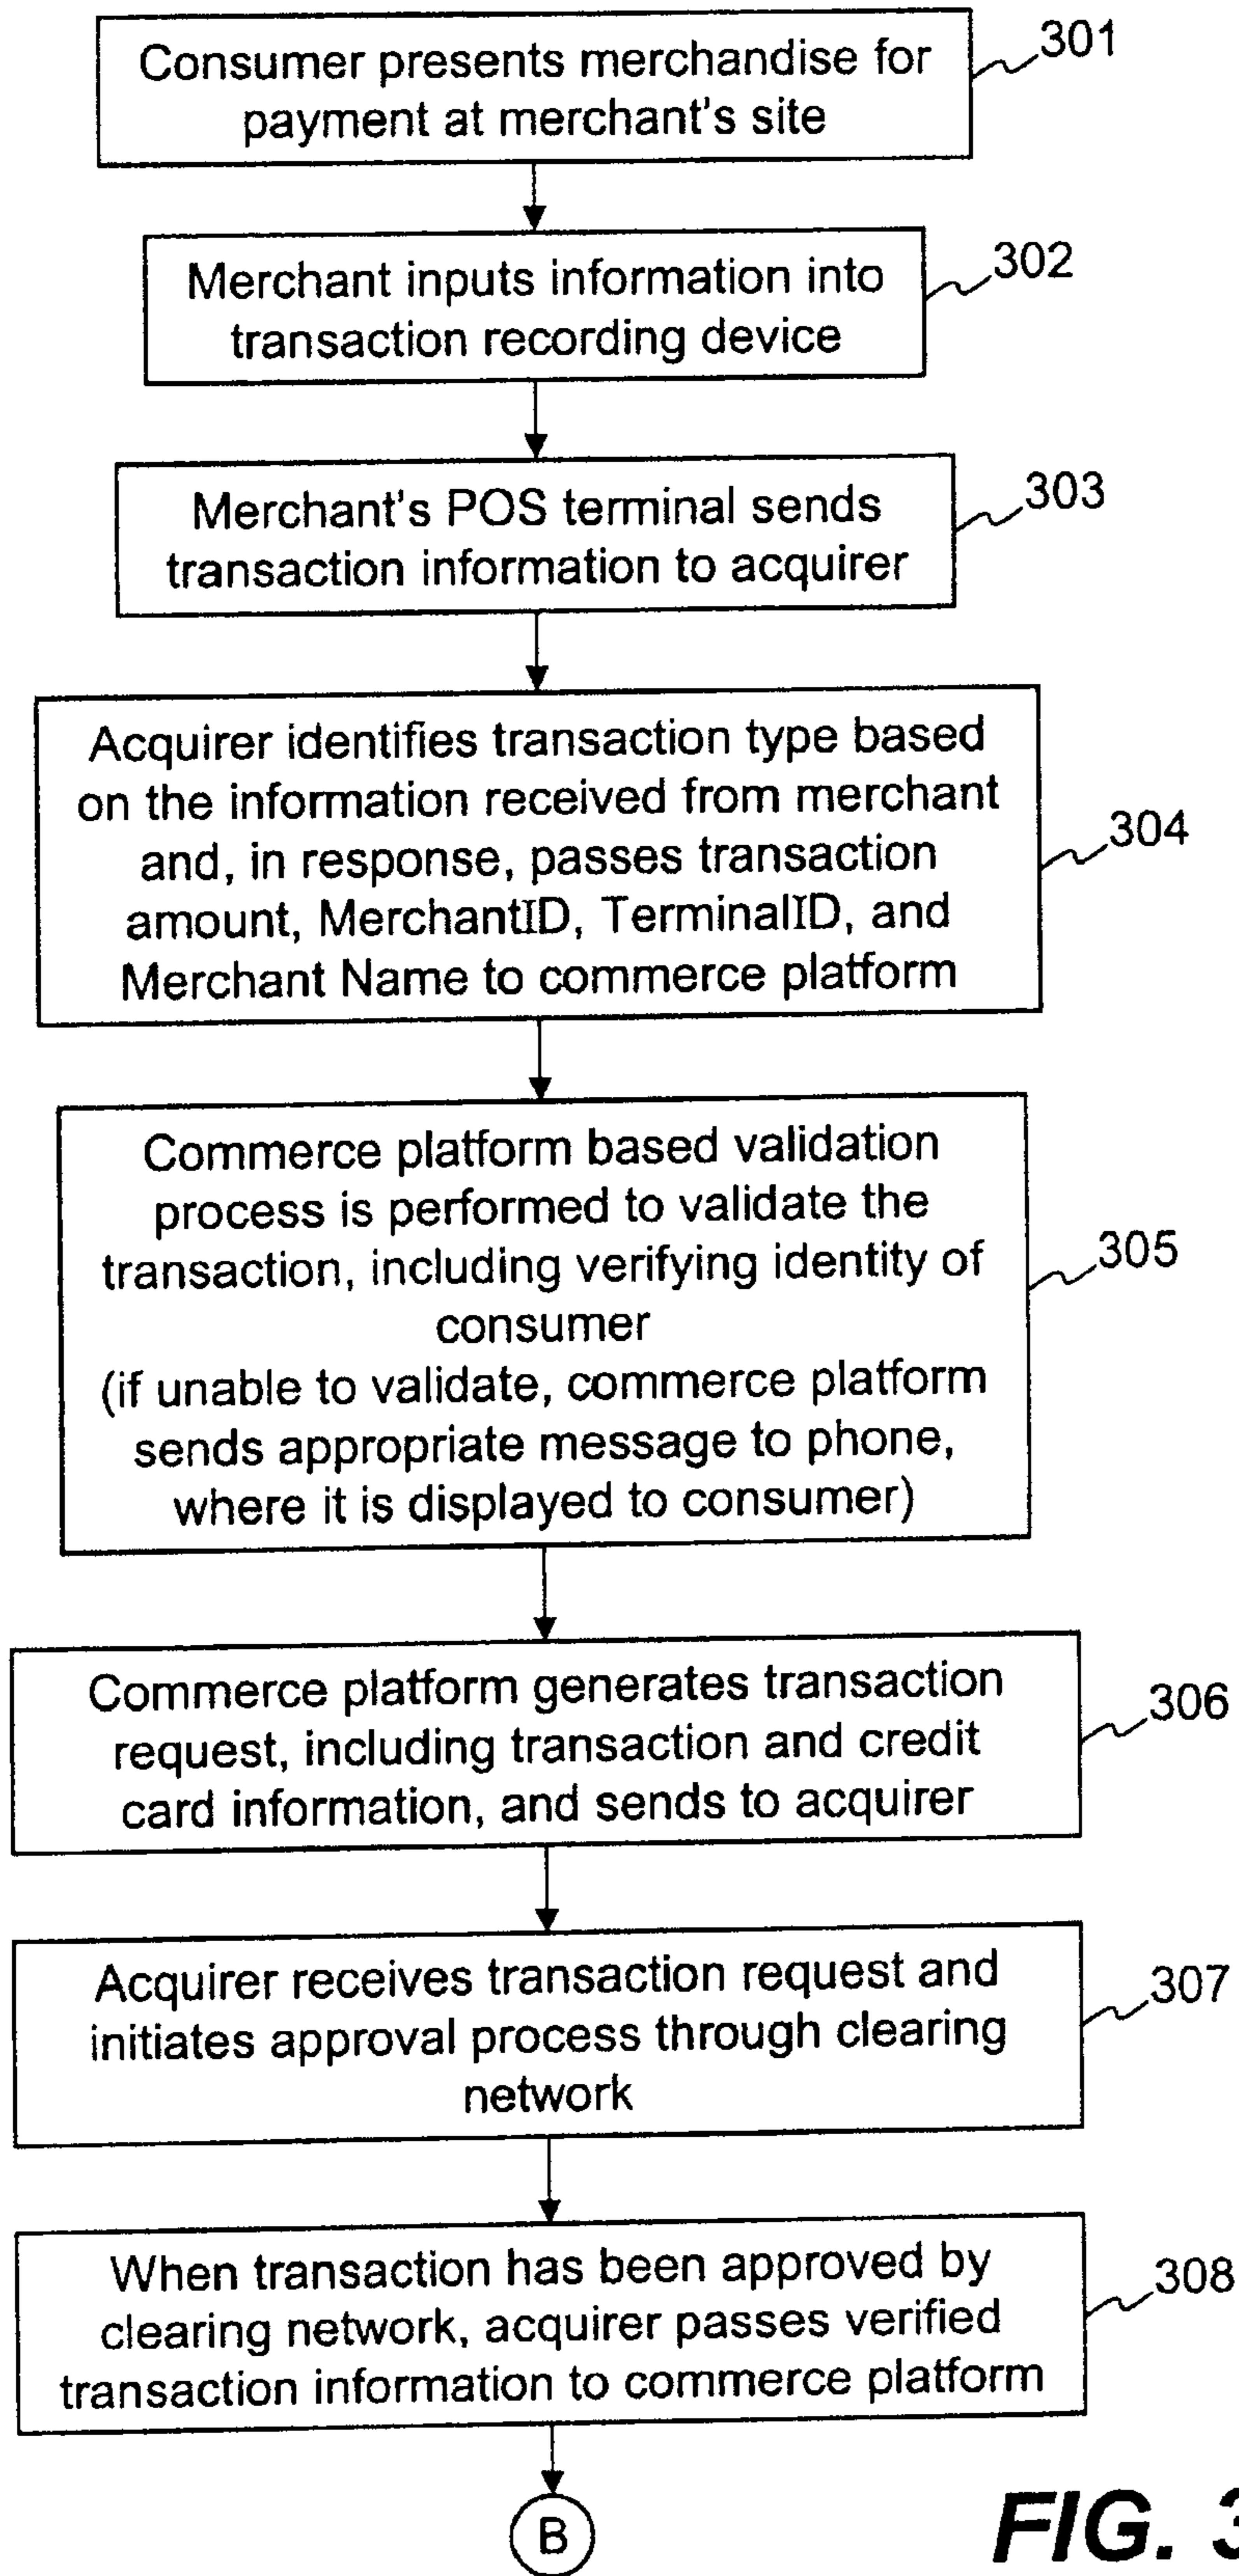 Consumer presents merchandise for
payment at merchant's site
301
Merchant inputs information into
transaction recording device
302
Merchant's POS terminal sends
transaction information to acquirer
303
Acquirer identifies transaction type based
on the information received from merchant
and, in response, passes transaction
amount, MerchantID, TerminalID, and
Merchant Name to commerce platform
304
Commerce platform based validation
process is performed to validate the
transaction, including verifying identity of
consumer
(if unable to validate, commerce platform
sends appropriate message to phone,
where it is displayed to consumer)
305
Commerce platform generates transaction
request, including transaction and credit
card information, and sends to acquirer
306
Acquirer receives transaction request and
initiates approval process through clearing
network
307
When transaction has been approved by
clearing network, acquirer passes verified
transaction information to commerce platform
308
B
FIG. 3